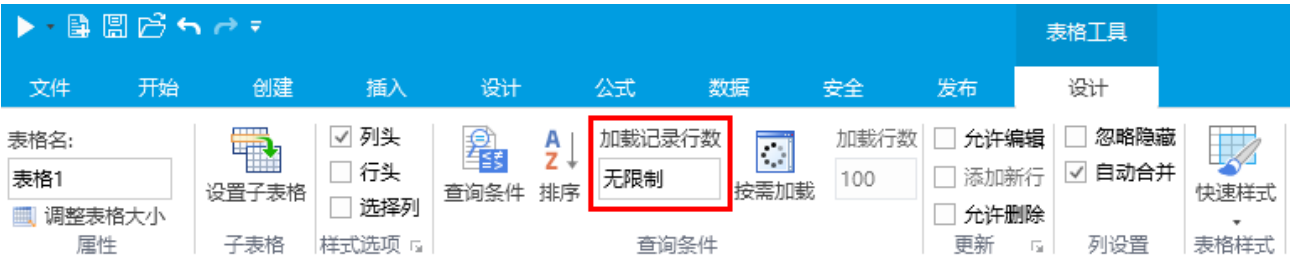 表格工具
文件 开始 创建 插入 设计 公式 数据 安全 发布 设计
表格名:
表格1
调整表格大小
属性
设置子表格
子表格
列头
行头
选择列
样式选项
查询条件
A
Z
排序
加载记录行数
无限制
按需加载
加载行数
100
查询条件
允许编辑
添加新行
允许删除
更新
忽略隐藏
自动合并
列设置
快速样式
表格样式